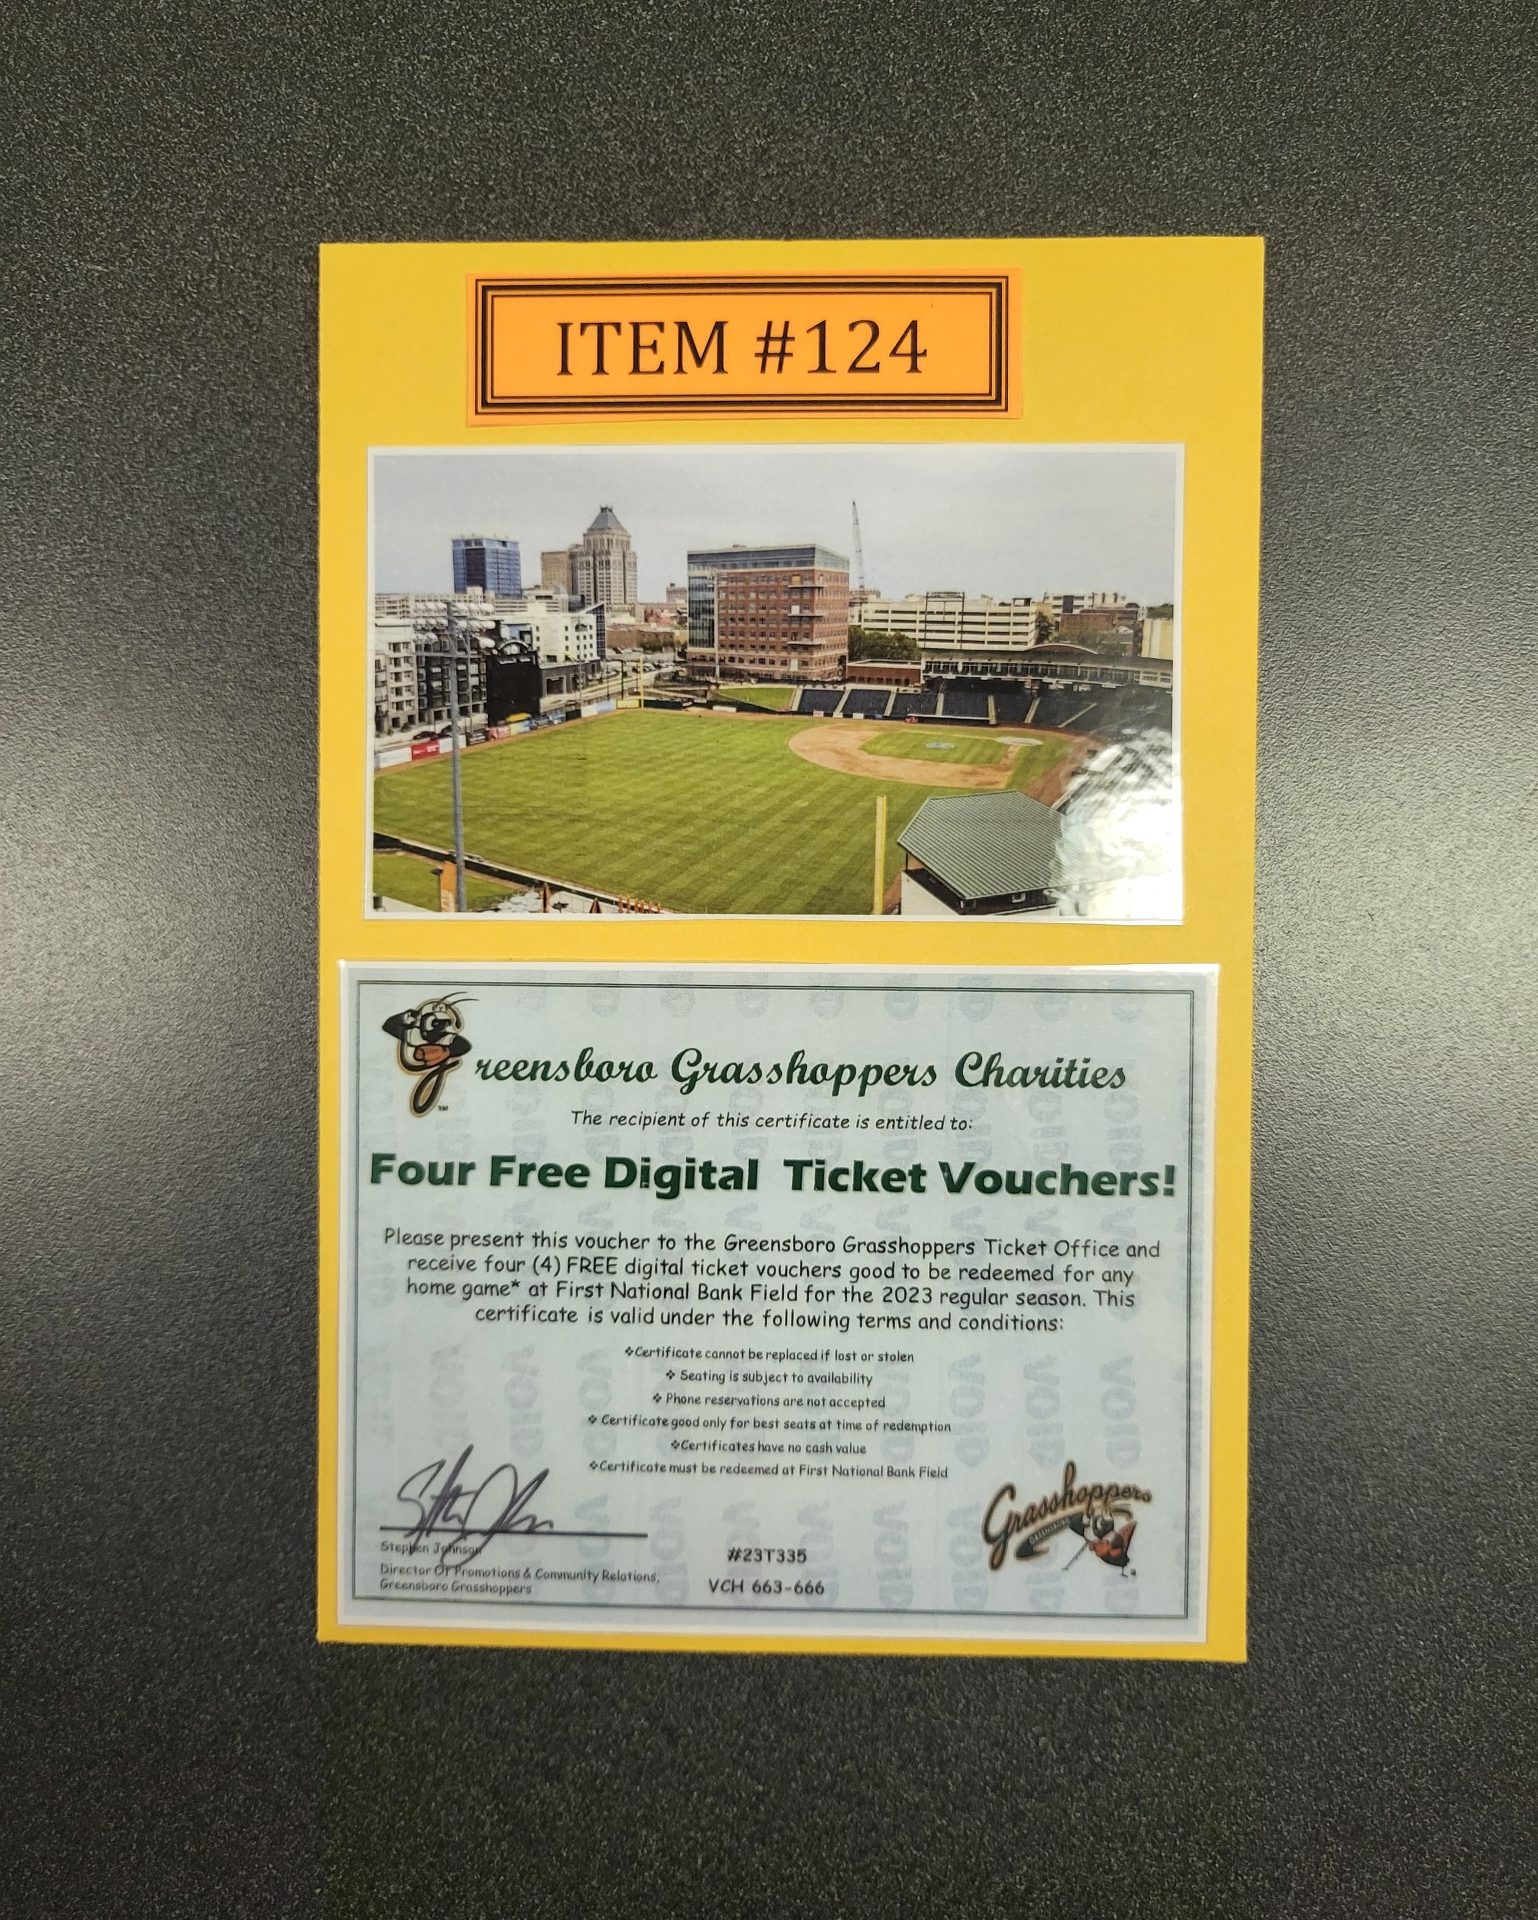 ITEM #124
Greensboro Grasshoppers Charities
The recipient of this certificate is entitled to:
Four Free Digital Ticket Vouchers!
Please present this voucher to the Greensboro Grasshoppers Ticket Office and
receive four (4) FREE digital ticket vouchers good to be redeemed for any
home game* at First National Bank Field for the 2023 regular season. This
certificate is valid under the following terms and conditions:
❖Certificate cannot be replaced if lost or stolen
❖ Seating is subject to availability
❖ Phone reservations are not accepted
❖ Certificate good only for best seats at time of redemption
❖Certificates have no cash value
❖Certificate must be redeemed at First National Bank Field
Stephen Johnson
Director Of Promotions & Community Relations,
Greensboro Grasshoppers
#23T335
VCH 663-666
Grasshoppers
GREENSBORO